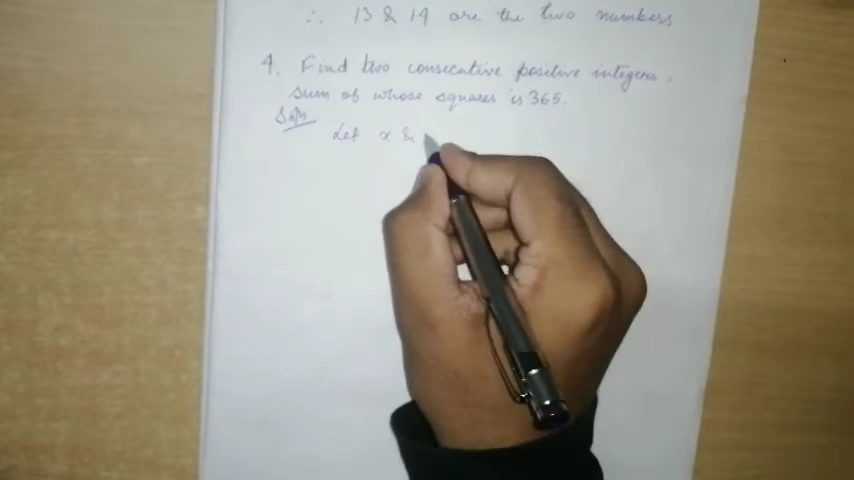 ∴ 13 & 14 are the two numbers
4. Find two consecative positive integers,
sum of whose squares is 365.
Soln
Let x &